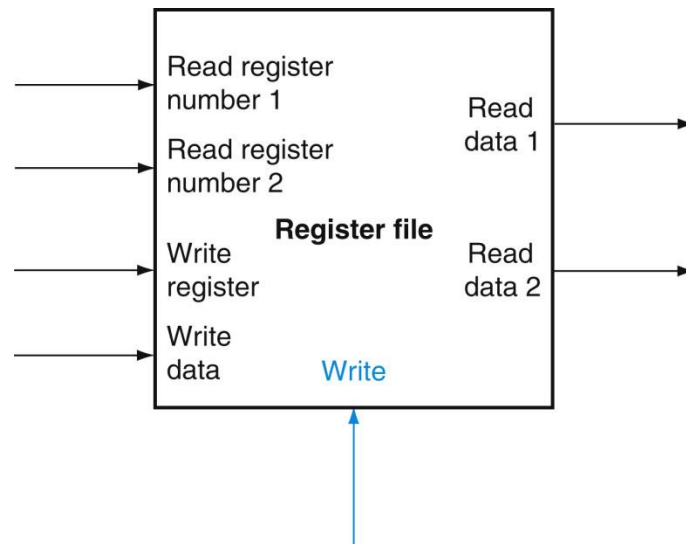 Read register
number 1
Read
data 1
Read register
number 2
Register file
Write
register
Read
data 2
Write
data
Write